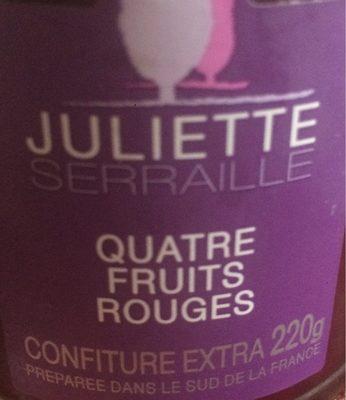 JULIETTE
SERRAILLE
QUATRE
FRUITS
ROUGES
CONFITURE EXTRA 220g
PREPAREE DANS LE SUD DE LA FRANCE